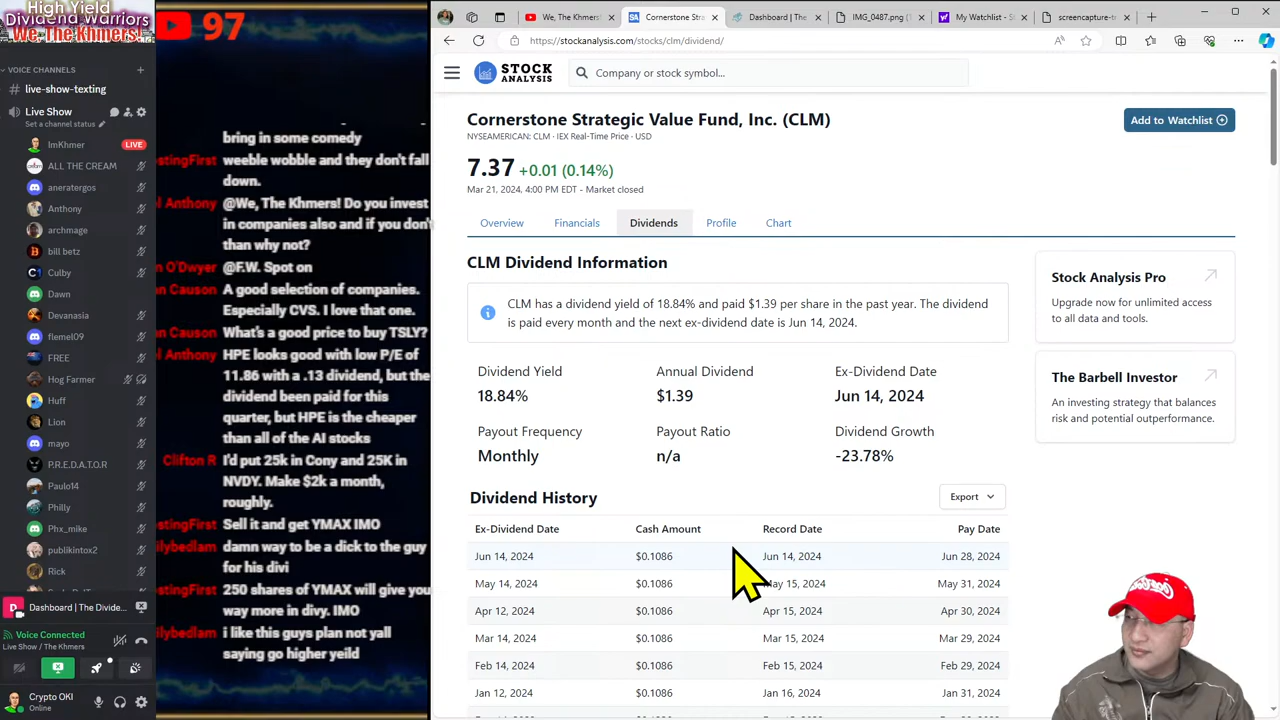 High Yield
Dividend Warriors
We, The Khmers!
VOICE CHANNELS
live-show-texting
Live Show
Set a channel status
ImKhmer
LIVE
ALL THE CREAM
aneratergos
Anthony
archmage
bill betz
Culby
Dawn
Devanasia
flemel09
FREE
Hog Farmer
Huff
Lion
mayo
P.R.E.D.A.T.O.R
Paulo14
Philly
Phx_mike
publikintox2
Rick
Dashboard | The Divide...
Voice Connected
Live Show / The Khmers
Crypto OKI
Online
97
bring in some comedy
stingFirst weeble wobble and they don't fall
down.
Anthony @We, The Khmers! Do you invest
in companies also and if you don'
than why not?
O'Dwyer @F.W. Spot on
Causon A good selection of companies.
Especially CVS. I love that one.
Causon What's a good price to buy TSLY?
Anthony HPE looks good with low P/E of
11.86 with a .13 dividend, but the
dividend been paid for this
quarter, but HPE is the cheaper
than all of the AI stocks
Clifton R I'd put 25k in Cony and 25K in
NVDY. Make $2k a month,
roughly.
stingFirst Sell it and get YMAX IMO
lybedlam damn way to be a dick to the guy
for his divi
stingFirst 250 shares of YMAX will give you
way more in divy. IMO
lybedlam i like this guys plan not yall
saying go higher yeild
We, The Khmers!
Cornerstone Stra
Dashboard | The
IMG_0487.png (
My Watchlist - St
screencapture-tr
https://stockanalysis.com/stocks/clm/dividend/
STOCK
ANALYSIS
Company or stock symbol...
Cornerstone Strategic Value Fund, Inc. (CLM)
Add to Watchlist
NYSEAMERICAN: CLM · IEX Real-Time Price · USD
7.37 +0.01 (0.14%)
Mar 21, 2024, 4:00 PM EDT - Market closed
Overview Financials Dividends Profile Chart
CLM Dividend Information
CLM has a dividend yield of 18.84% and paid $1.39 per share in the past year. The dividend
is paid every month and the next ex-dividend date is Jun 14, 2024.
Dividend Yield Annual Dividend Ex-Dividend Date
18.84% $1.39 Jun 14, 2024
Payout Frequency Payout Ratio Dividend Growth
Monthly n/a -23.78%
Dividend History
Export
Ex-Dividend Date Cash Amount Record Date Pay Date
Jun 14, 2024 $0.1086 Jun 14, 2024 Jun 28, 2024
May 14, 2024 $0.1086 May 15, 2024 May 31, 2024
Apr 12, 2024 $0.1086 Apr 15, 2024 Apr 30, 2024
Mar 14, 2024 $0.1086 Mar 15, 2024 Mar 29, 2024
Feb 14, 2024 $0.1086 Feb 15, 2024 Feb 29, 2024
Jan 12, 2024 $0.1086 Jan 16, 2024 Jan 31, 2024
Stock Analysis Pro
Upgrade now for unlimited access
to all data and tools.
The Barbell Investor
An investing strategy that balances
risk and potential outperformance.